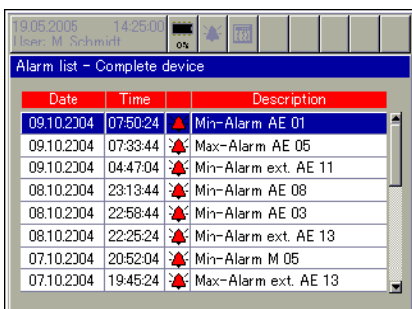 19.05.2005 14:25:00
User: M. Schmidt
0%
Alarm list - Complete device
Date Time Description
09.10.2004 07:50:24 Min-Alarm AE 01
09.10.2004 07:33:44 Max-Alarm AE 05
09.10.2004 04:47:04 Min-Alarm ext. AE 11
08.10.2004 23:13:44 Min-Alarm AE 08
08.10.2004 22:58:44 Min-Alarm AE 03
08.10.2004 22:25:24 Min-Alarm ext. AE 13
07.10.2004 20:52:04 Min-Alarm M 05
07.10.2004 19:45:24 Max-Alarm ext. AE 13